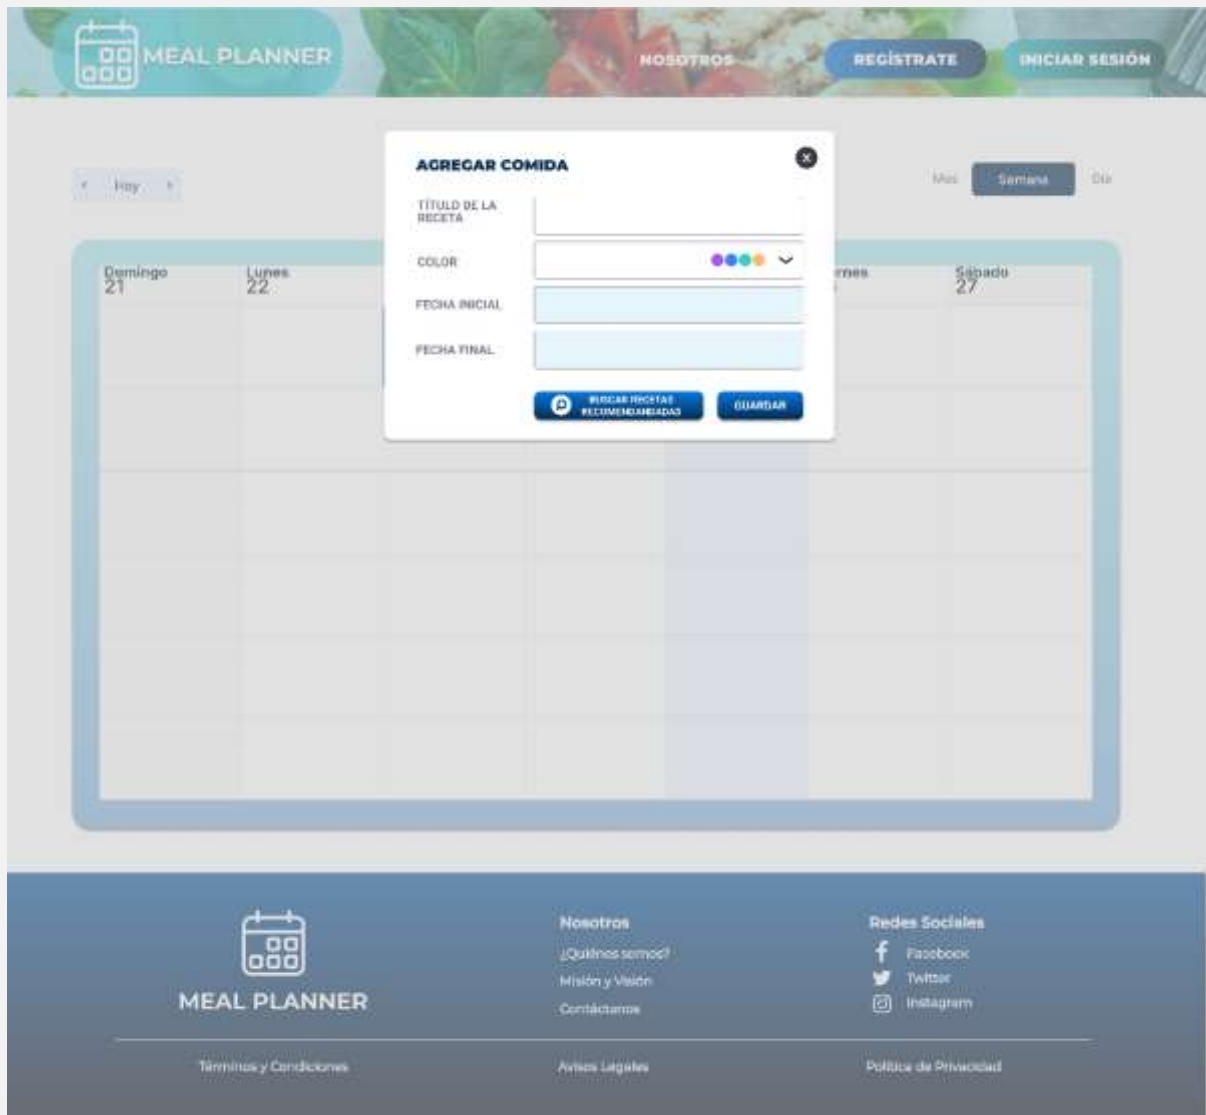 MEAL PLANNER
NOSOTROS
REGÍSTRATE
INICIAR SESIÓN
AGREGAR COMIDA
Hoy
Mes
Semana
Día
TÍTULO DE LA
RECETA
COLOR
FECHA INICIAL
FECHA FINAL
BUSCAR RECETAS
RECOMENDANDADAS
GUARDAR
Domingo
21
Lunes
22
rnes
Sábado
27
MEAL PLANNER
Nosotros
¿Quiénes somos?
Misión y Visión
Contáctanos
Redes Sociales
Facebook
Twitter
Instagram
Términos y Condiciones
Avisos Legales
Política de Privacidad